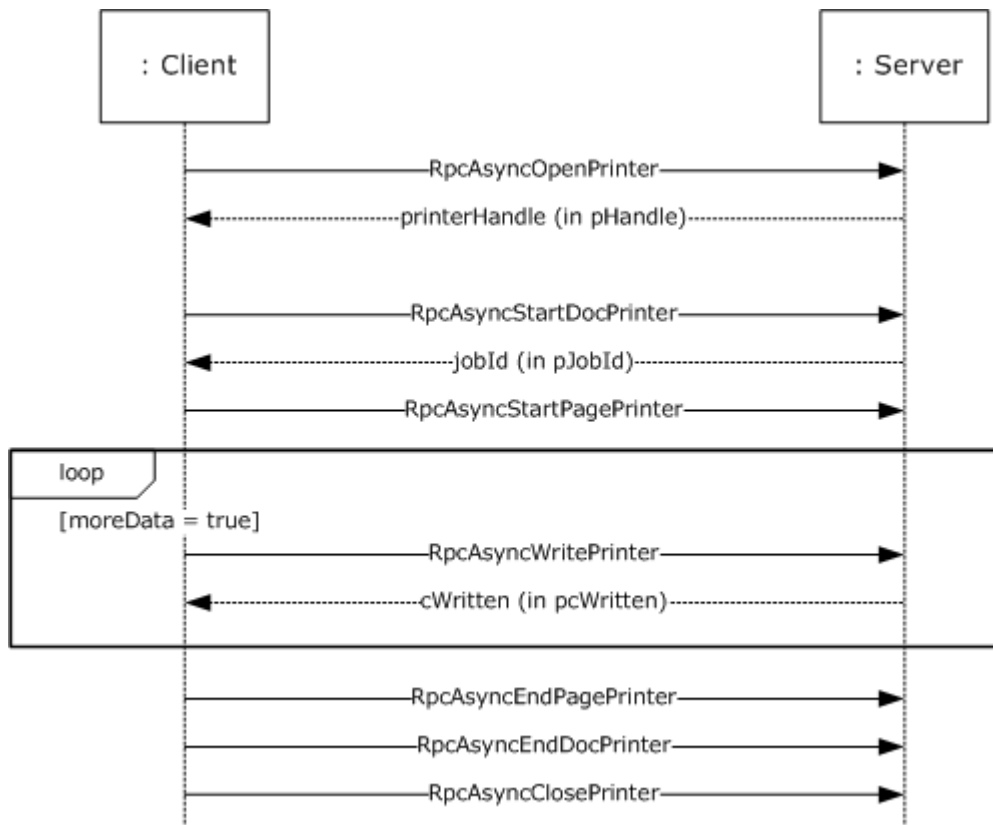 : Client
: Server
RpcAsyncOpenPrinter
printerHandle (in pHandle)
RpcAsyncStartDocPrinter
jobId (in pJobId)
RpcAsyncStartPagePrinter
loop
[moreData = true]
RpcAsyncWritePrinter
cWritten (in pcWritten)
RpcAsyncEndPagePrinter
RpcAsyncEndDocPrinter
RpcAsyncClosePrinter